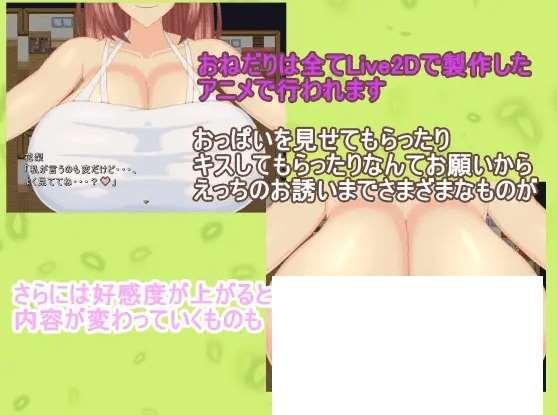 おねだりは全てLive2Dで製作した
アニメで行われます
花梨
「私が言うのも変だけど・・・、
よく見ててね・・・？♡」
おっぱいを見せてもらったり
キスしてもらったりなんてお願いから
えっちのお誘いまでさまざまなものが
さらには好感度が上がると
内容が変わっていくものも